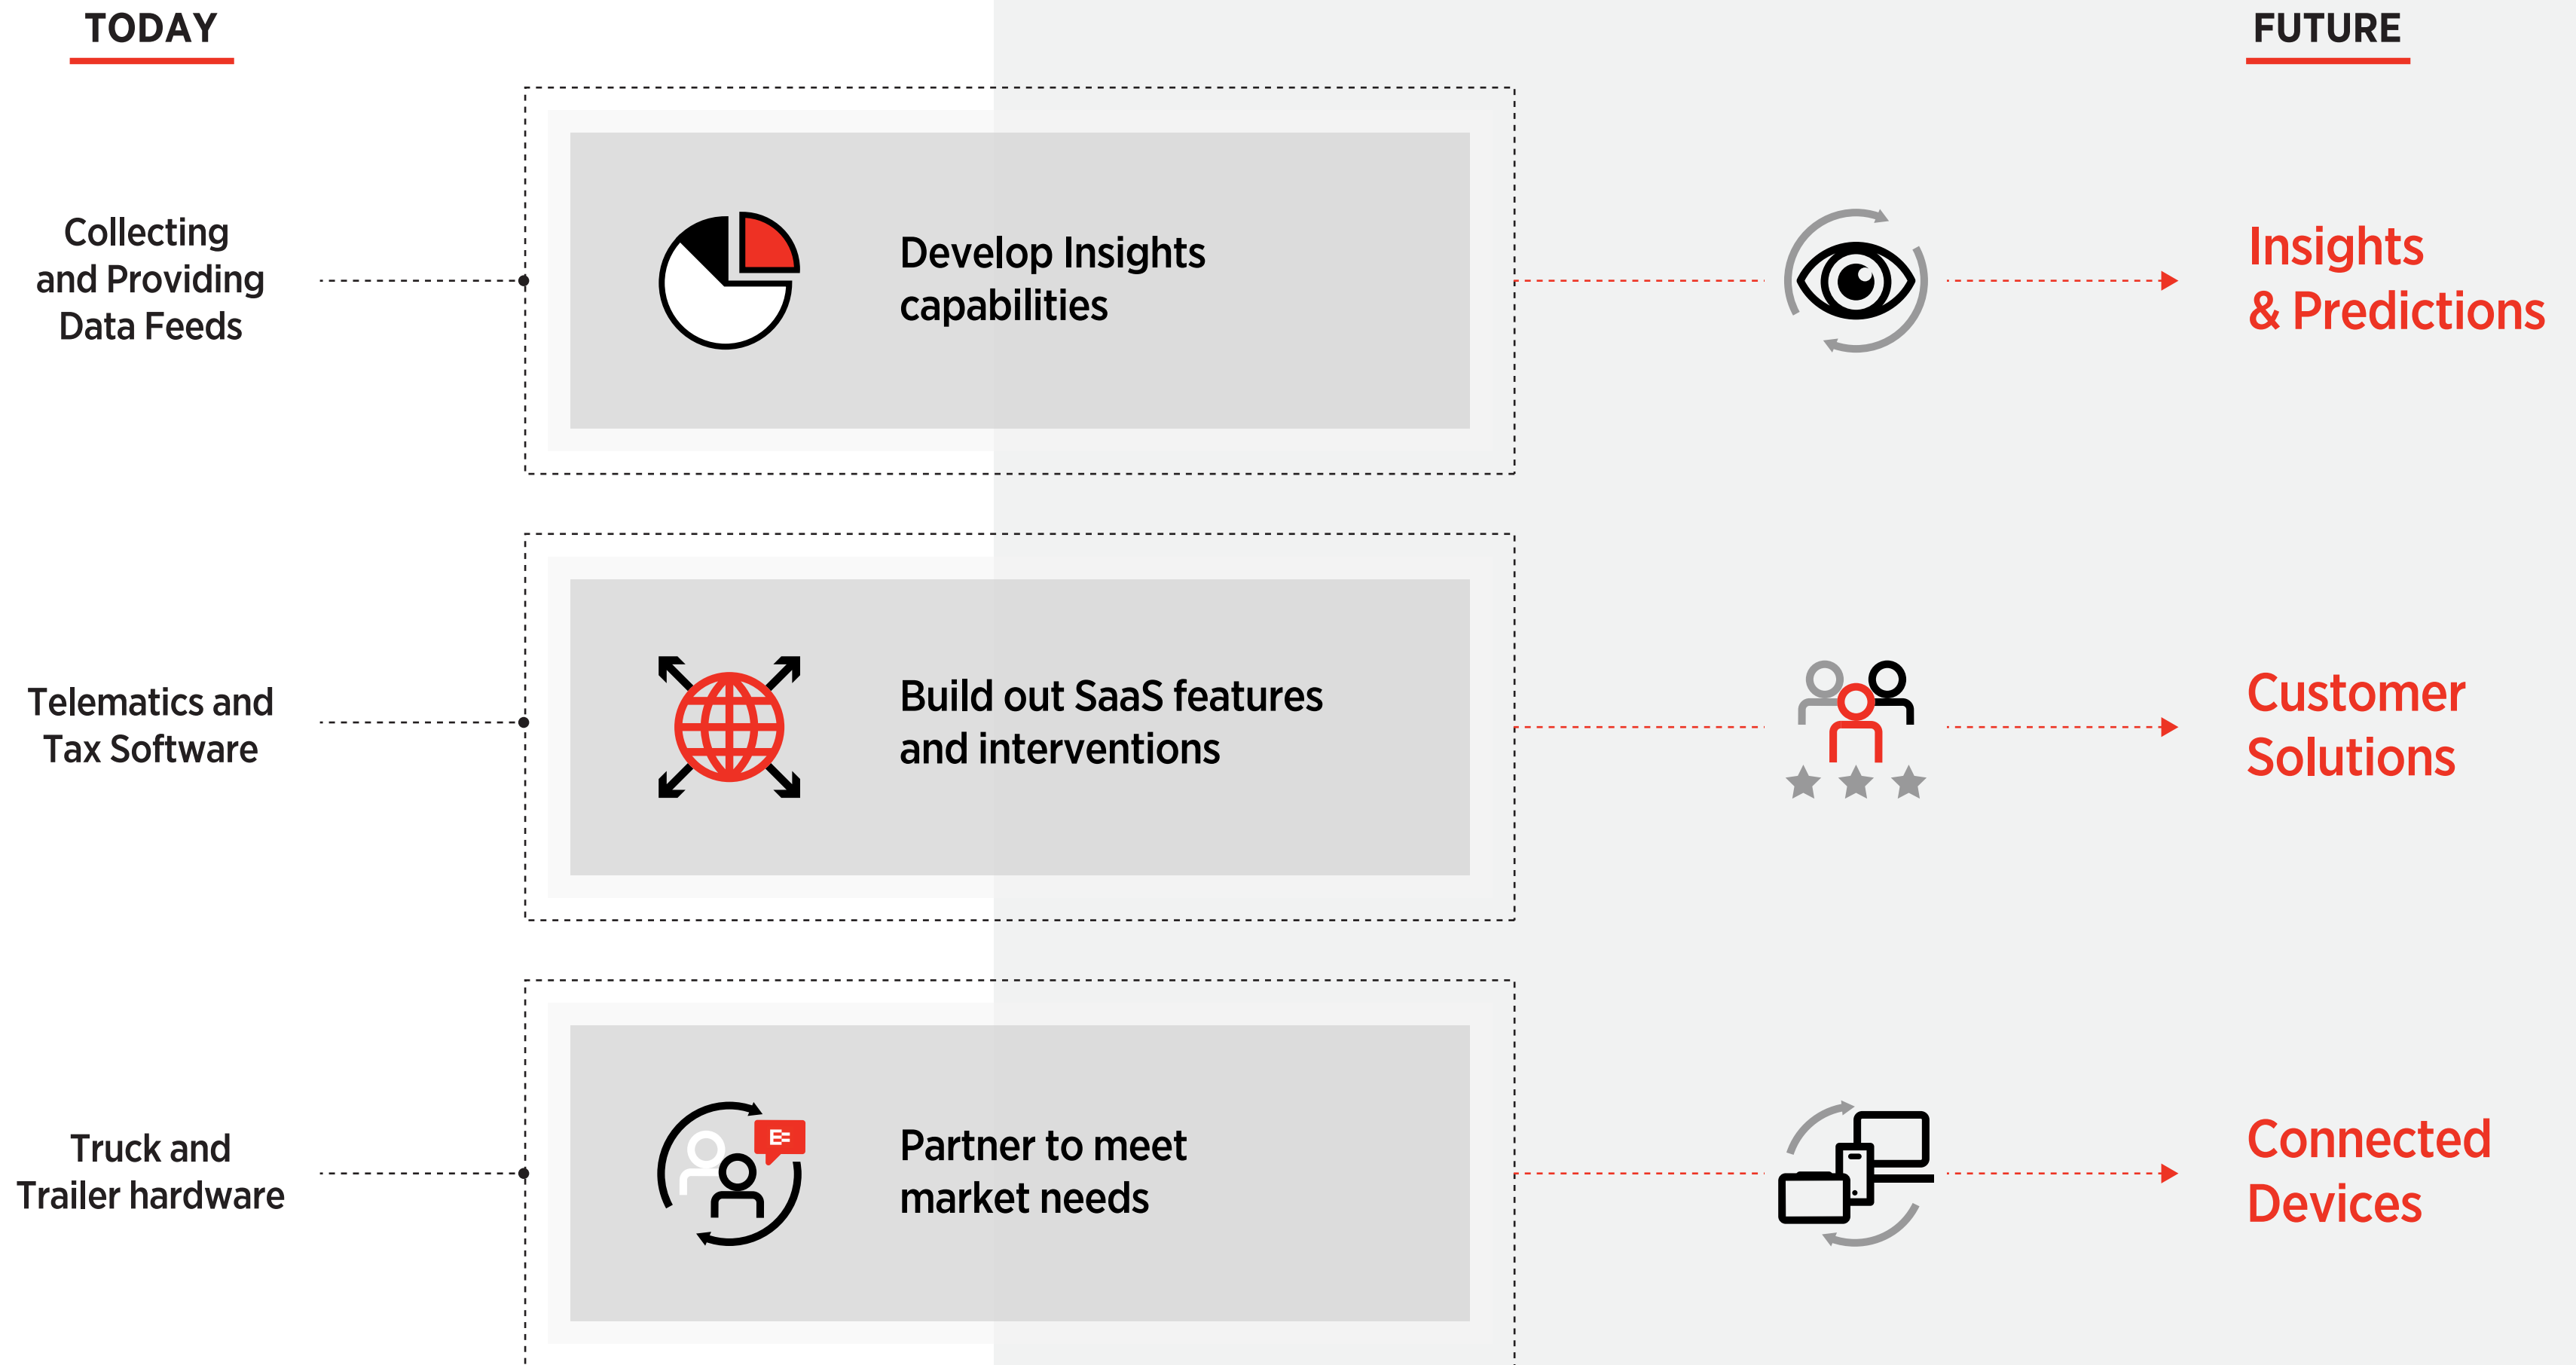 TODAY
FUTURE
Collecting
and Providing
Data Feeds
Develop Insights
capabilities
Insights
& Predictions
Telematics and
Tax Software
Build out SaaS features
and interventions
Customer
Solutions
Truck and
Trailer hardware
Partner to meet
market needs
Connected
Devices